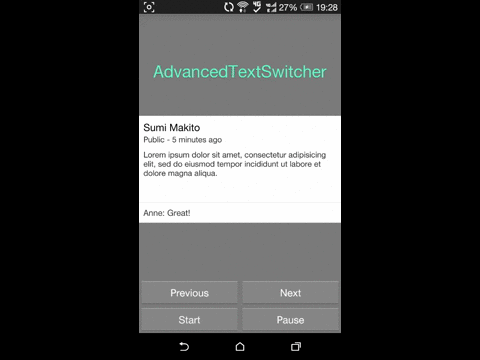 4G 27% 19:28
AdvancedTextSwitcher
Sumi Makito
Public - 5 minutes ago
Lorem ipsum dolor sit amet, consectetur adipisicing
elit, sed do eiusmod tempor incididunt ut labore et
dolore magna aliqua.
Anne: Great!
Previous Next
Start Pause